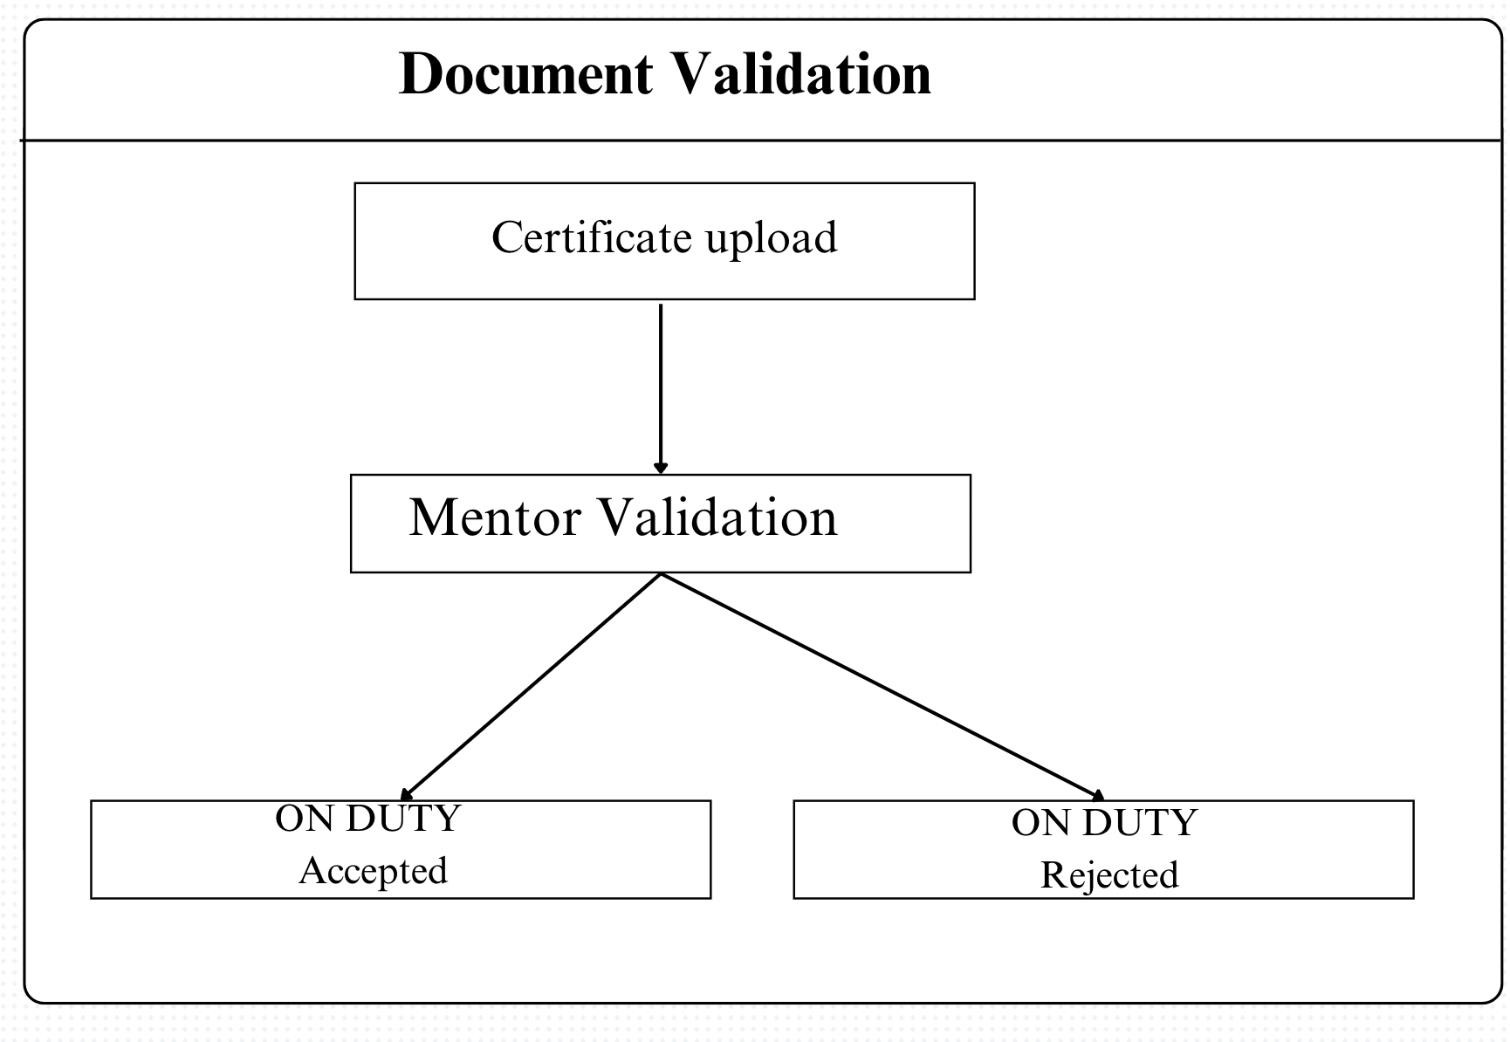 Document Validation
Certificate upload
Mentor Validation
ON DUTY
Accepted
ON DUTY
Rejected